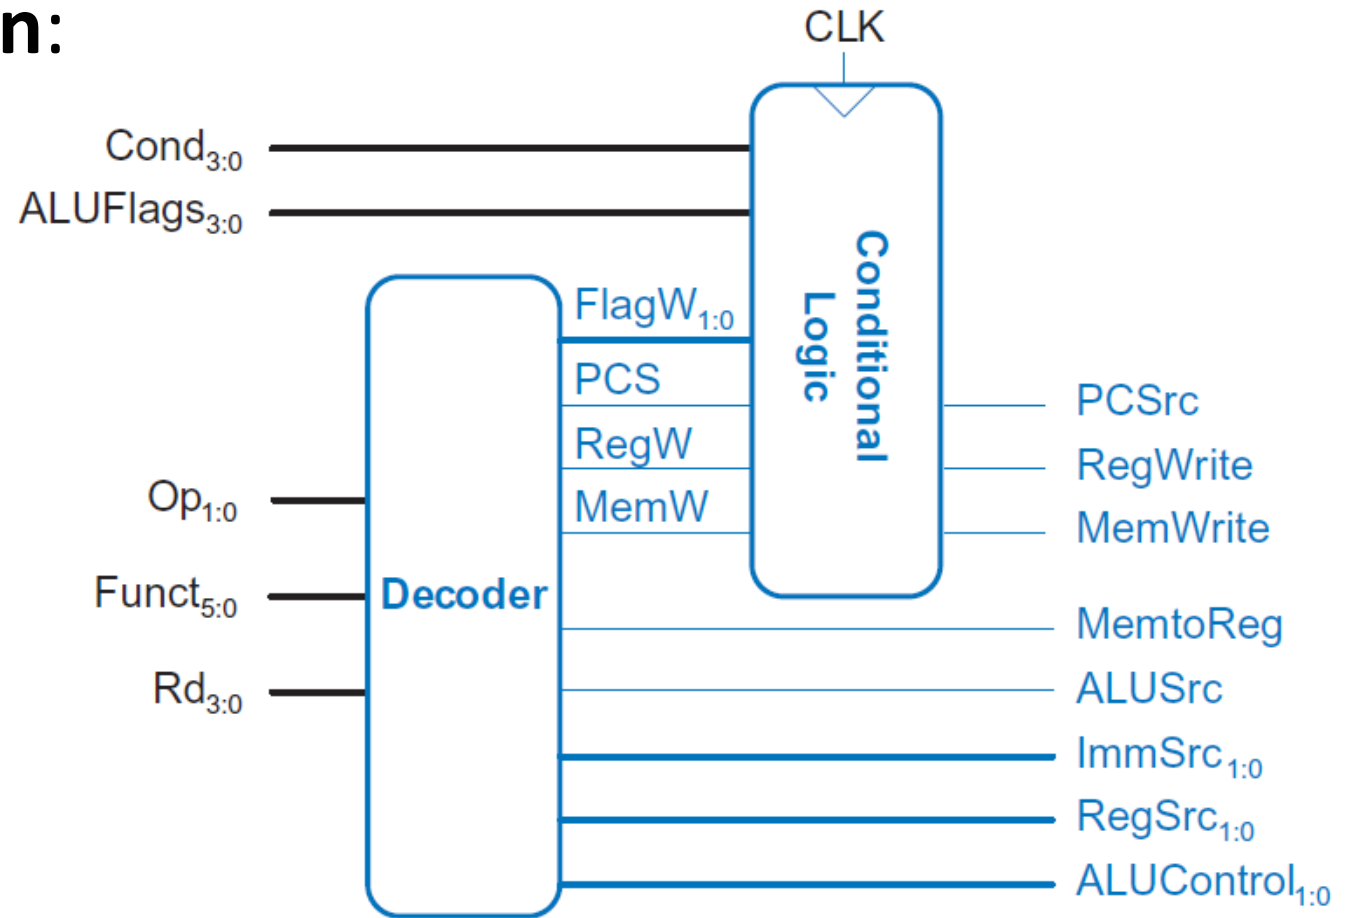 n:
CLK
Cond3:0
ALUFlags3:0
Conditional
Logic
FlagW1:0
PCS
PCSrc
RegW
RegWrite
Op1:0
MemW
MemWrite
Funct5:0
Decoder
MemtoReg
Rd3:0
ALUSrc
ImmSrc1:0
RegSrc1:0
ALUControl1:0